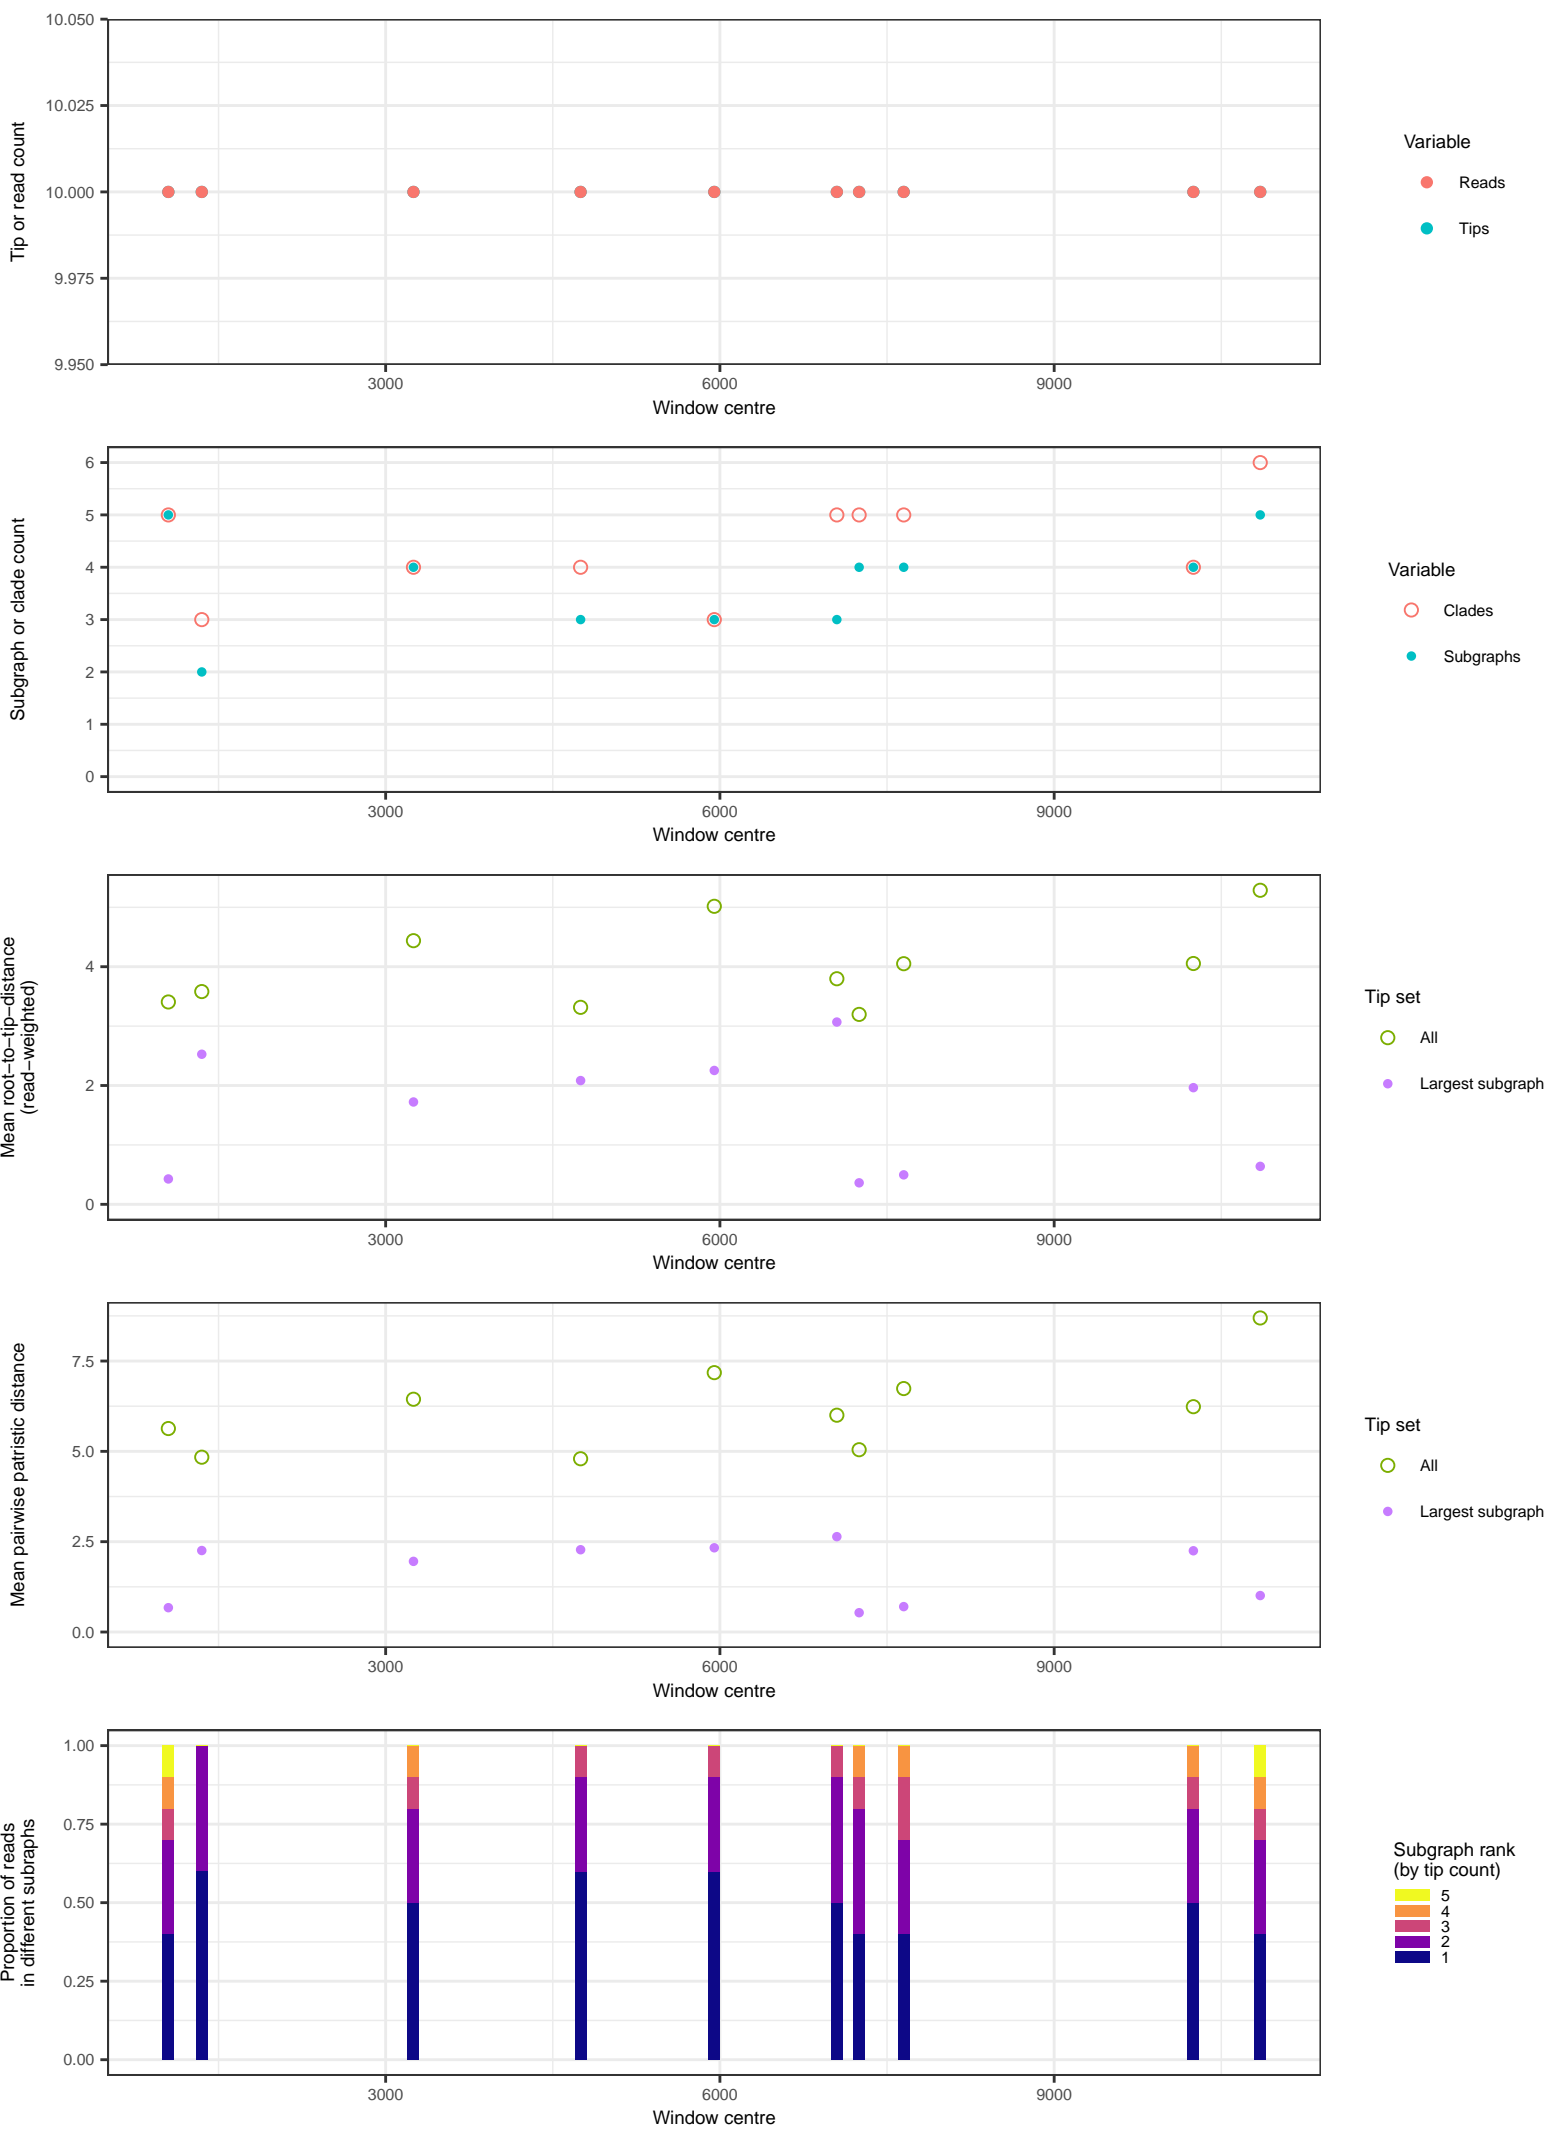 10.050
10.025
10.000
9.975
9.950
Tip or read count
3000 6000 9000
Window centre
Variable
Reads
Tips
6
5
4
3
2
1
0
Subgraph or clade count
3000 6000 9000
Window centre
Variable
Clades
Subgraphs
4
2
0
Mean root−to−tip−distance
(read−weighted)
3000 6000 9000
Window centre
Tip set
All
Largest subgraph
7.5
5.0
2.5
0.0
Mean pairwise patristic distance
3000 6000 9000
Window centre
Tip set
All
Largest subgraph
1.00
0.75
0.50
0.25
0.00
Proportion of reads
in different subraphs
3000 6000 9000
Window centre
Subgraph rank
(by tip count)
5
4
3
2
1